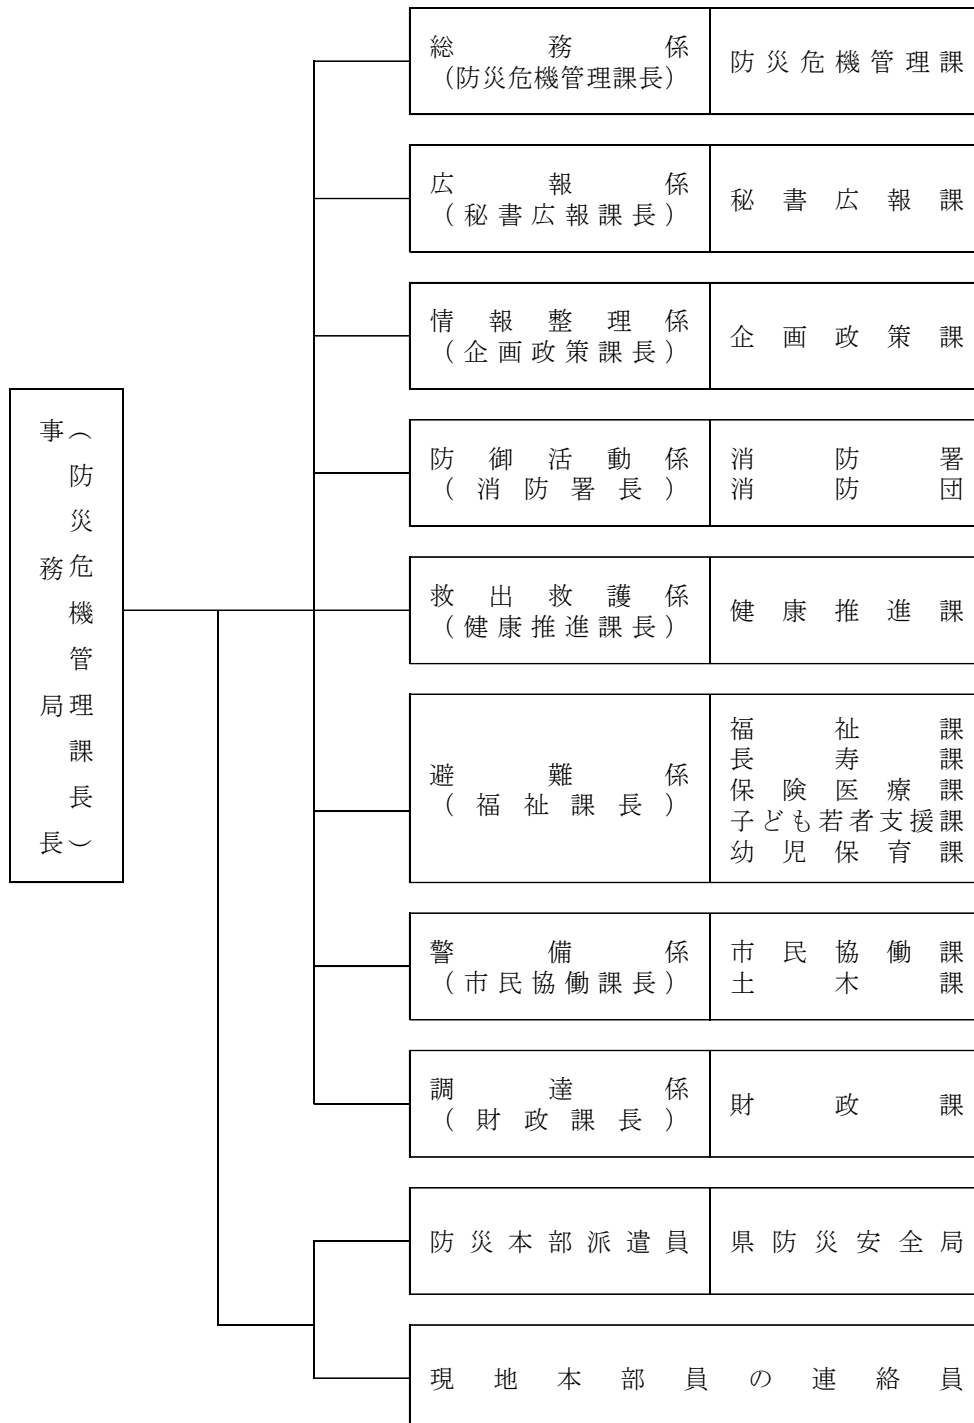 事務局長
（防災危機管理課長）
総務係
（防災危機管理課長）
防災危機管理課
広報係
（秘書広報課長）
秘書広報課
情報整理係
（企画政策課長）
企画政策課
防御活動係
（消防署長）
消防署
消防団
救出救護係
（健康推進課長）
健康推進課
避難係
（福祉課長）
福祉課
長寿課
保険医療課
子ども若者支援課
幼児保育課
警備係
（市民協働課長）
市民協働課
土木課
調達係
（財政課長）
財政課
防災本部派遣員
県防災安全局
現地本部員の連絡員